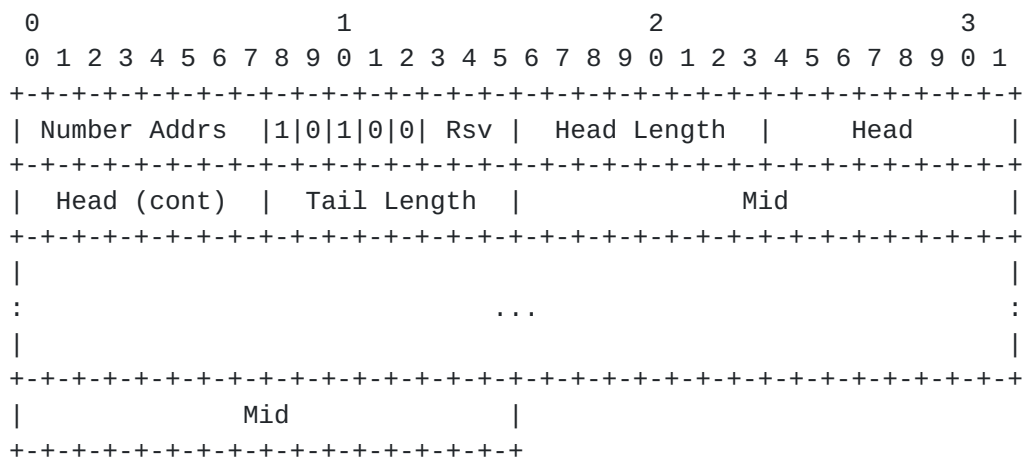 0                   1                   2                   3
 0 1 2 3 4 5 6 7 8 9 0 1 2 3 4 5 6 7 8 9 0 1 2 3 4 5 6 7 8 9 0 1
+-+-+-+-+-+-+-+-+-+-+-+-+-+-+-+-+-+-+-+-+-+-+-+-+-+-+-+-+-+-+-+-+
| Number Addrs  |1|0|1|0|0| Rsv |  Head Length  |     Head      |
+-+-+-+-+-+-+-+-+-+-+-+-+-+-+-+-+-+-+-+-+-+-+-+-+-+-+-+-+-+-+-+-+
|  Head (cont)  |  Tail Length  |              Mid              |
+-+-+-+-+-+-+-+-+-+-+-+-+-+-+-+-+-+-+-+-+-+-+-+-+-+-+-+-+-+-+-+-+
|                                                               |
:                              ...                              :
|                                                               |
+-+-+-+-+-+-+-+-+-+-+-+-+-+-+-+-+-+-+-+-+-+-+-+-+-+-+-+-+-+-+-+-+
|              Mid              |
+-+-+-+-+-+-+-+-+-+-+-+-+-+-+-+-+